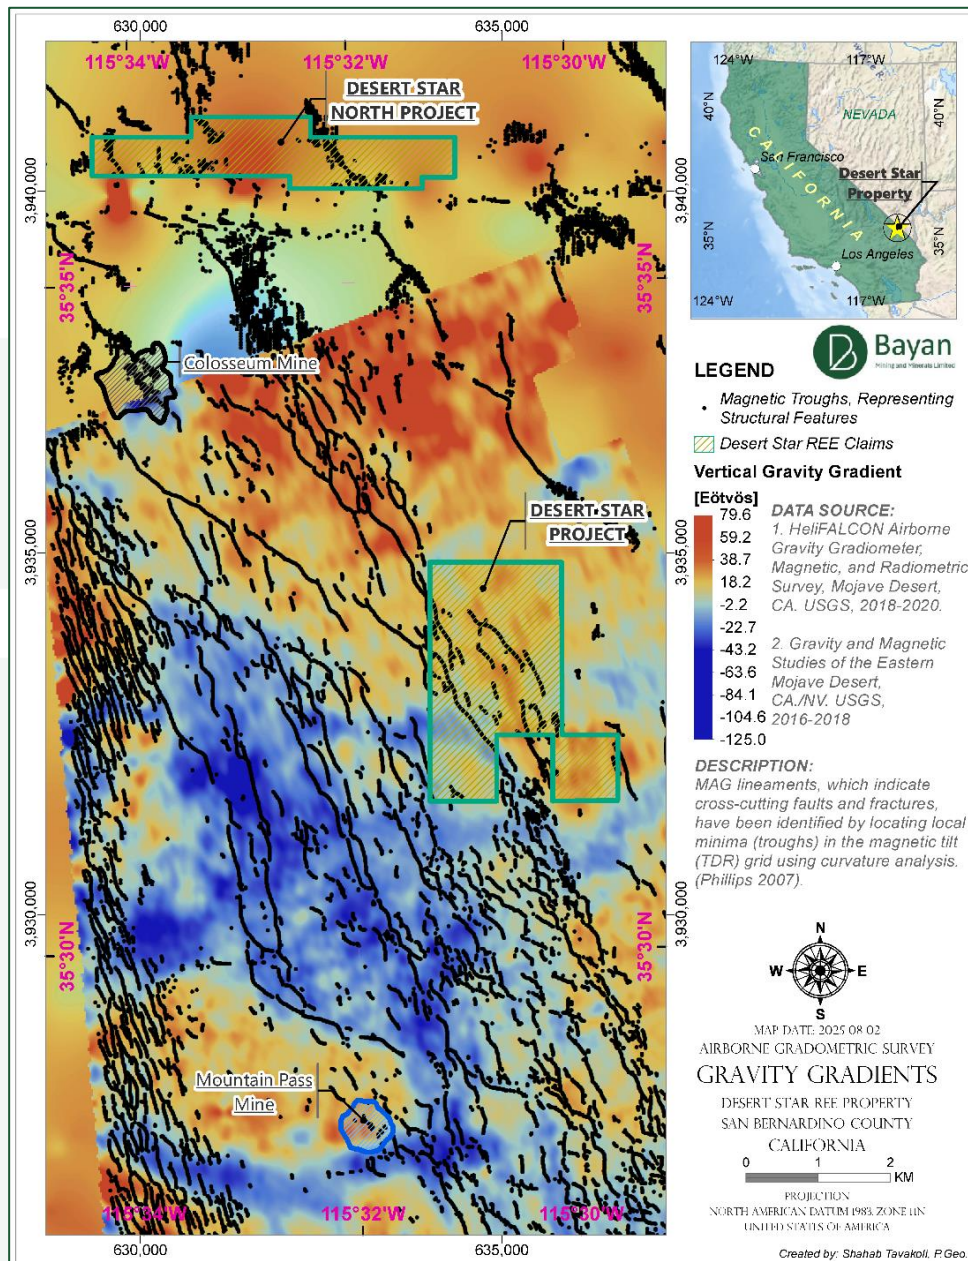 630,000
635,000
115°34'W
115°32'W
115°30'W
DESERT STAR
NORTH PROJECT
3,940,000
3,940,000
35°35'N
35°35'N
Colosseum Mine
DESERT STAR
PROJECT
3,935,000
3,935,000
3,930,000
3,930,000
35°30'N
35°30'N
Mountain Pass
Mine
115°34'W
115°32'W
115°30'W
630,000
635,000
124°W
117°W
40°N
40°N
NEVADA
CALIFORNIA
San Francisco
Desert Star
Property
35°N
35°N
Los Angeles
124°W
117°W
Bayan
Mining and Minerals Limited
LEGEND
Magnetic Troughs, Representing
Structural Features
Desert Star REE Claims
Vertical Gravity Gradient
[Eötvös]
79.6
59.2
38.7
18.2
-2.2
-22.7
-43.2
-63.6
-84.1
-104.6
-125.0
DATA SOURCE:
1. HeliFALCON Airborne
Gravity Gradiometer,
Magnetic, and Radiometric
Survey, Mojave Desert,
CA. USGS, 2018-2020.
2. Gravity and Magnetic
Studies of the Eastern
Mojave Desert,
CA./NV. USGS,
2016-2018
DESCRIPTION:
MAG lineaments, which indicate
cross-cutting faults and fractures,
have been identified by locating local
minima (troughs) in the magnetic tilt
(TDR) grid using curvature analysis.
(Phillips 2007).
N
W
E
S
MAP DATE: 2025-08-02
AIRBORNE GRADOMETRIC SURVEY
GRAVITY GRADIENTS
DESERT STAR REE PROPERTY
SAN BERNARDINO COUNTY
CALIFORNIA
0
1
2
KM
PROJECTION
NORTH AMERICAN DATUM 1983, ZONE 11N
UNITED STATES OF AMERICA
Created by: Shahab Tavakoli, P.Geo.